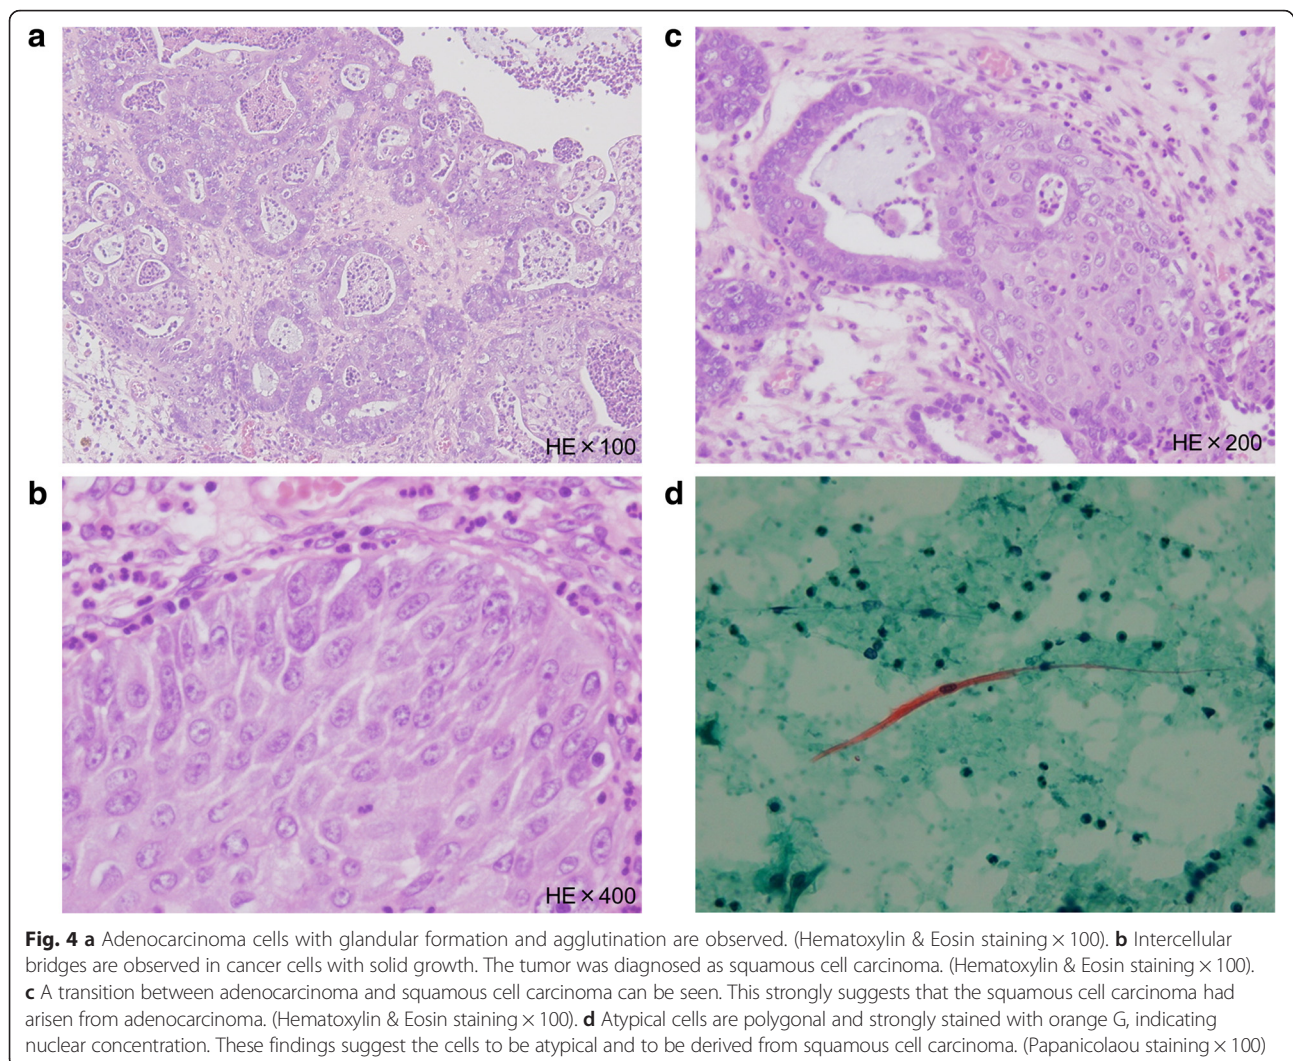 a
c
HE × 100
HE × 200
b
d
HE × 400
Fig. 4 a Adenocarcinoma cells with glandular formation and agglutination are observed. (Hematoxylin & Eosin staining × 100). b Intercellular
bridges are observed in cancer cells with solid growth. The tumor was diagnosed as squamous cell carcinoma. (Hematoxylin & Eosin staining × 100).
c A transition between adenocarcinoma and squamous cell carcinoma can be seen. This strongly suggests that the squamous cell carcinoma had
arisen from adenocarcinoma. (Hematoxylin & Eosin staining × 100). d Atypical cells are polygonal and strongly stained with orange G, indicating
nuclear concentration. These findings suggest the cells to be atypical and to be derived from squamous cell carcinoma. (Papanicolaou staining × 100)